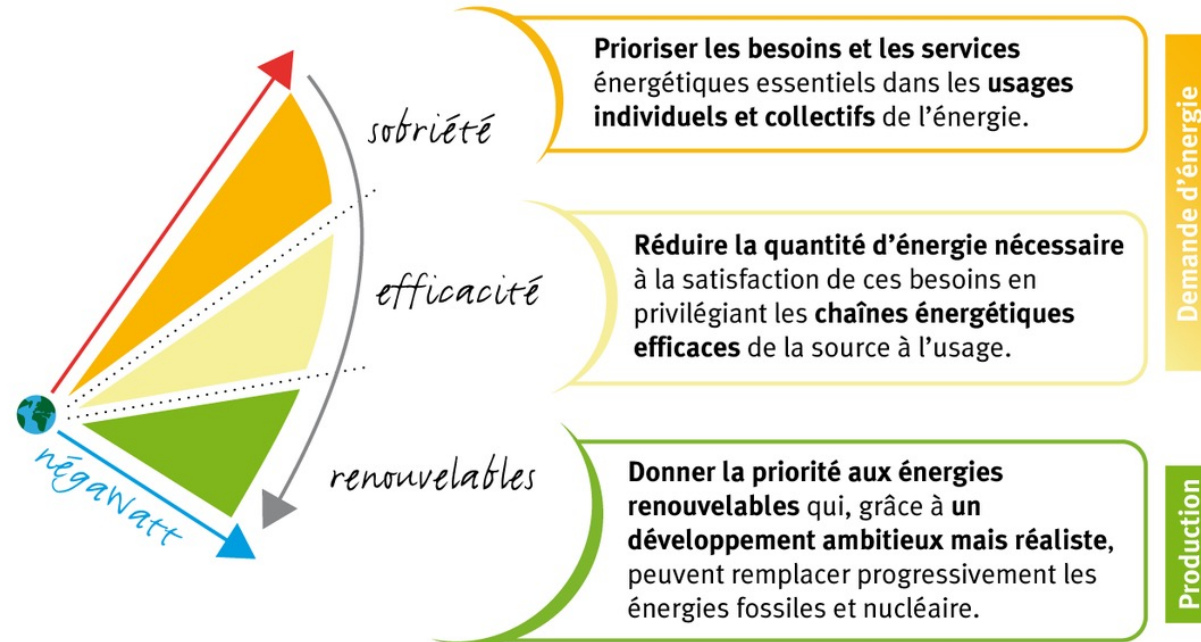 sobriété
Prioriser les besoins et les services
énergétiques essentiels dans les usages
individuels et collectifs de l'énergie.
efficacité
Réduire la quantité d'énergie nécessaire
à la satisfaction de ces besoins en
privilégiant les chaînes énergétiques
efficaces de la source à l'usage.
Demande d'énergie
négaWatt
renouvelables
Donner la priorité aux énergies
renouvelables qui, grâce à un
développement ambitieux mais réaliste,
peuvent remplacer progressivement les
énergies fossiles et nucléaire.
Production